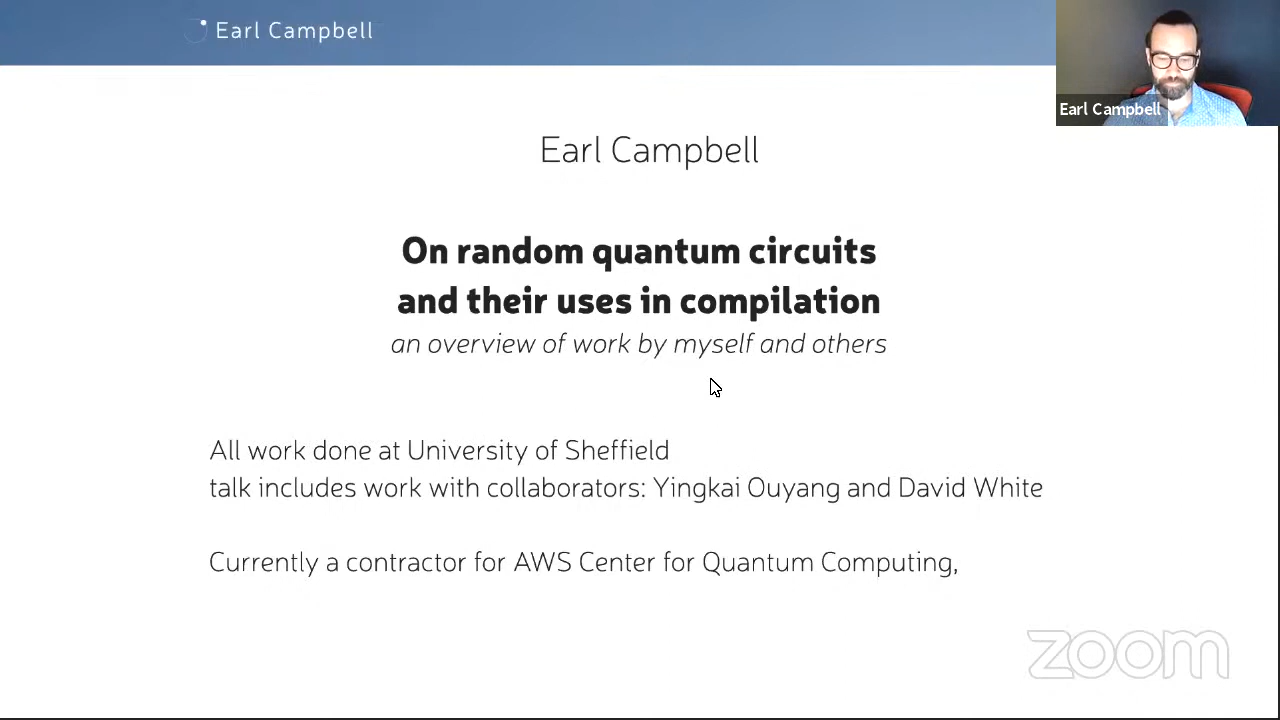 Earl Campbell
Earl Campbell
Earl Campbell
On random quantum circuits
and their uses in compilation
an overview of work by myself and others
All work done at University of Sheffield
talk includes work with collaborators: Yingkai Ouyang and David White
Currently a contractor for AWS Center for Quantum Computing,
zoom